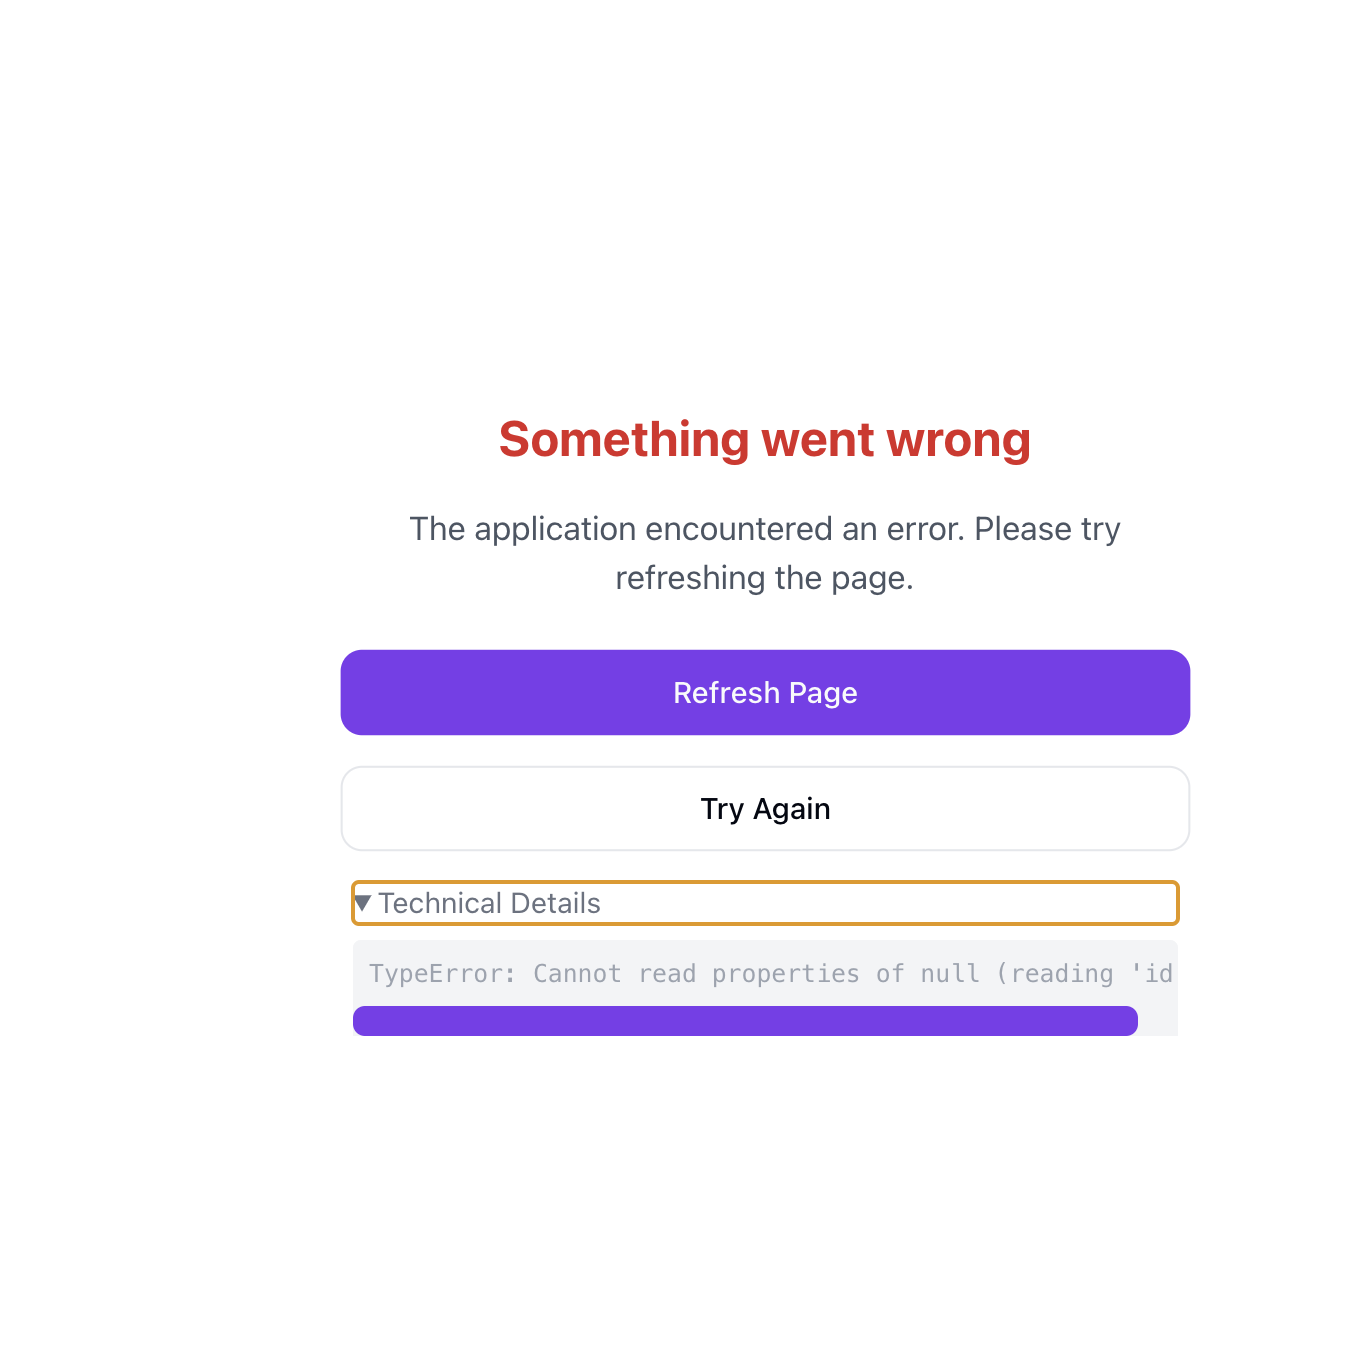 Something went wrong
The application encountered an error. Please try
refreshing the page.
Refresh Page
Try Again
Technical Details
TypeError: Cannot read properties of null (reading 'id